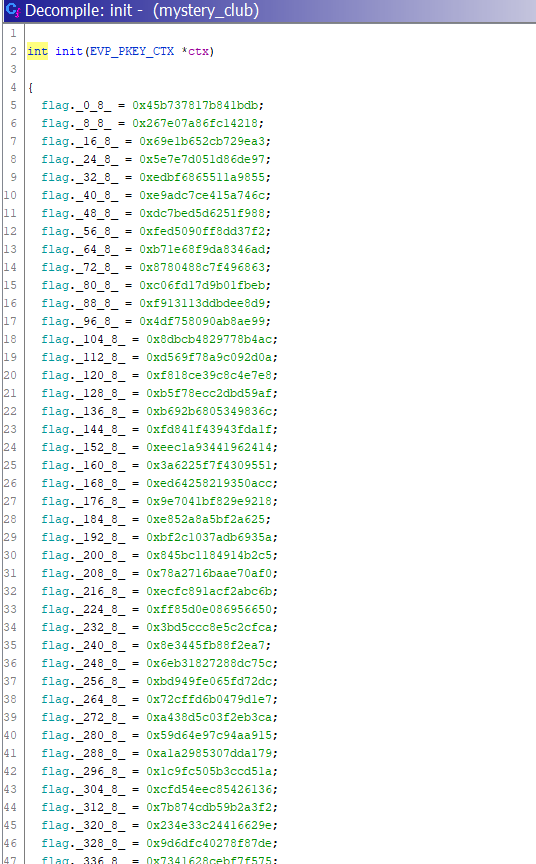 Decompile: init - (mystery_club)
1
2 int init(EVP_PKEY_CTX *ctx)
3
4 {
5 flag._0_8_ = 0x45b737817b841bdb;
6 flag._8_8_ = 0x267e07a86fc14218;
7 flag._16_8_ = 0x69e1b652cb729ea3;
8 flag._24_8_ = 0x5e7e7d051d86de97;
9 flag._32_8_ = 0xedbf6865511a9855;
10 flag._40_8_ = 0xe9adc7ce415a746c;
11 flag._48_8_ = 0xdc7bed5d6251f988;
12 flag._56_8_ = 0xfed5090ff8dd37f2;
13 flag._64_8_ = 0xb71e68f9da8346ad;
14 flag._72_8_ = 0x8780488c7f496863;
15 flag._80_8_ = 0xc06fd17d9b01fbeb;
16 flag._88_8_ = 0xf913113ddbdee8d9;
17 flag._96_8_ = 0x4df758090ab8ae99;
18 flag._104_8_ = 0x8dbcb4829778b4ac;
19 flag._112_8_ = 0xd569f78a9c092d0a;
20 flag._120_8_ = 0xf818ce39c8c4e7e8;
21 flag._128_8_ = 0xb5f78ecc2dbd59af;
22 flag._136_8_ = 0xb692b6805349836c;
23 flag._144_8_ = 0xfd841f43943fda1f;
24 flag._152_8_ = 0xeec1a93441962414;
25 flag._160_8_ = 0x3a6225f7f4309551;
26 flag._168_8_ = 0xed64258219350acc;
27 flag._176_8_ = 0x9e7041bf829e9218;
28 flag._184_8_ = 0xe852a8a5bf2a625;
29 flag._192_8_ = 0xbf2c1037adb6935a;
30 flag._200_8_ = 0x845bc1184914b2c5;
31 flag._208_8_ = 0x78a2716baae70af0;
32 flag._216_8_ = 0xecfc891acf2abc6b;
33 flag._224_8_ = 0xff85d0e086956650;
34 flag._232_8_ = 0x3bd5ccc8e5c2cfca;
35 flag._240_8_ = 0x8e3445fb88f2ea7;
36 flag._248_8_ = 0x6eb31827288dc75c;
37 flag._256_8_ = 0xbd949fe065fd72dc;
38 flag._264_8_ = 0x72cffd6b0479d1e7;
39 flag._272_8_ = 0xa438d5c03f2eb3ca;
40 flag._280_8_ = 0x59d64e97c94aa915;
41 flag._288_8_ = 0xa1a2985307dda179;
42 flag._296_8_ = 0x1c9fc505b3ccd51a;
43 flag._304_8_ = 0xcfd54eec85426136;
44 flag._312_8_ = 0x7b874cdb59b2a3f2;
45 flag._320_8_ = 0x234e33c24416629e;
46 flag._328_8_ = 0x9d6dfc40278f87de;
47 flag._336_8_ = 0x7341628cebf7f575;